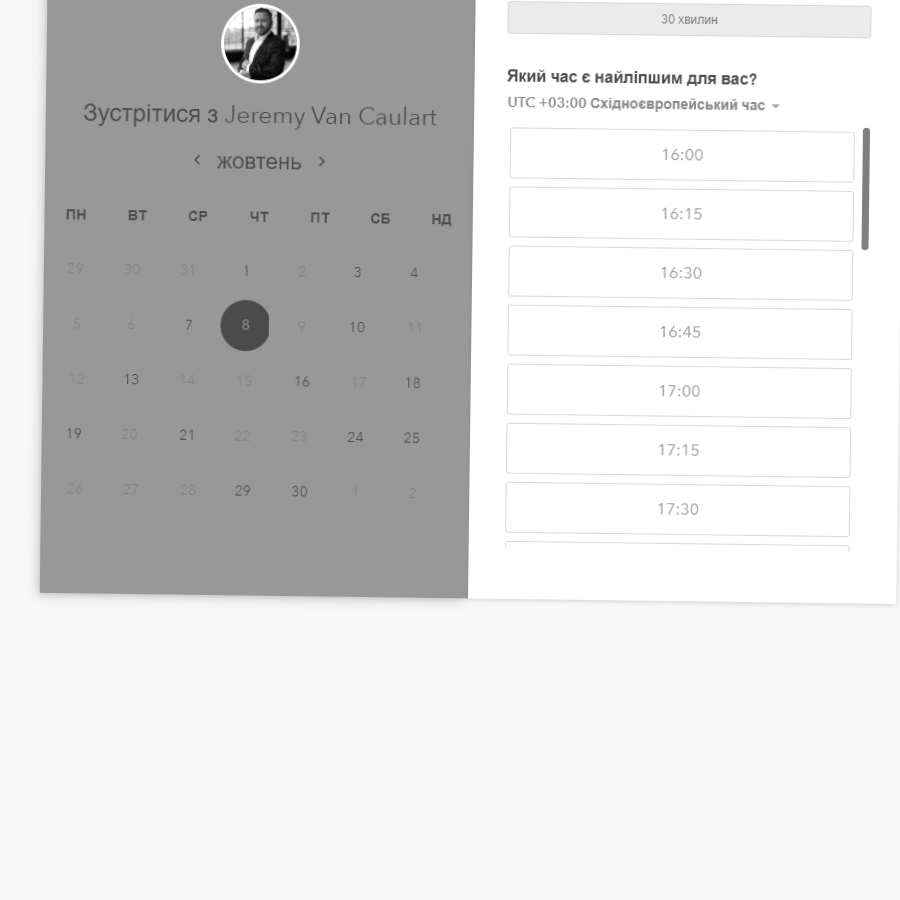 Зустрітися з Jeremy Van Caulart
жовтень
ПН ВТ СР ЧТ ПТ СБ НД
29 30 31 1 2 3 4
5 6 7 8 9 10 11
12 13 14 15 16 17 18
19 20 21 22 23 24 25
26 27 28 29 30 1 2
30 хвилин
Який час є найліпшим для вас?
UTC +03:00 Східноєвропейський час
16:00
16:15
16:30
16:45
17:00
17:15
17:30